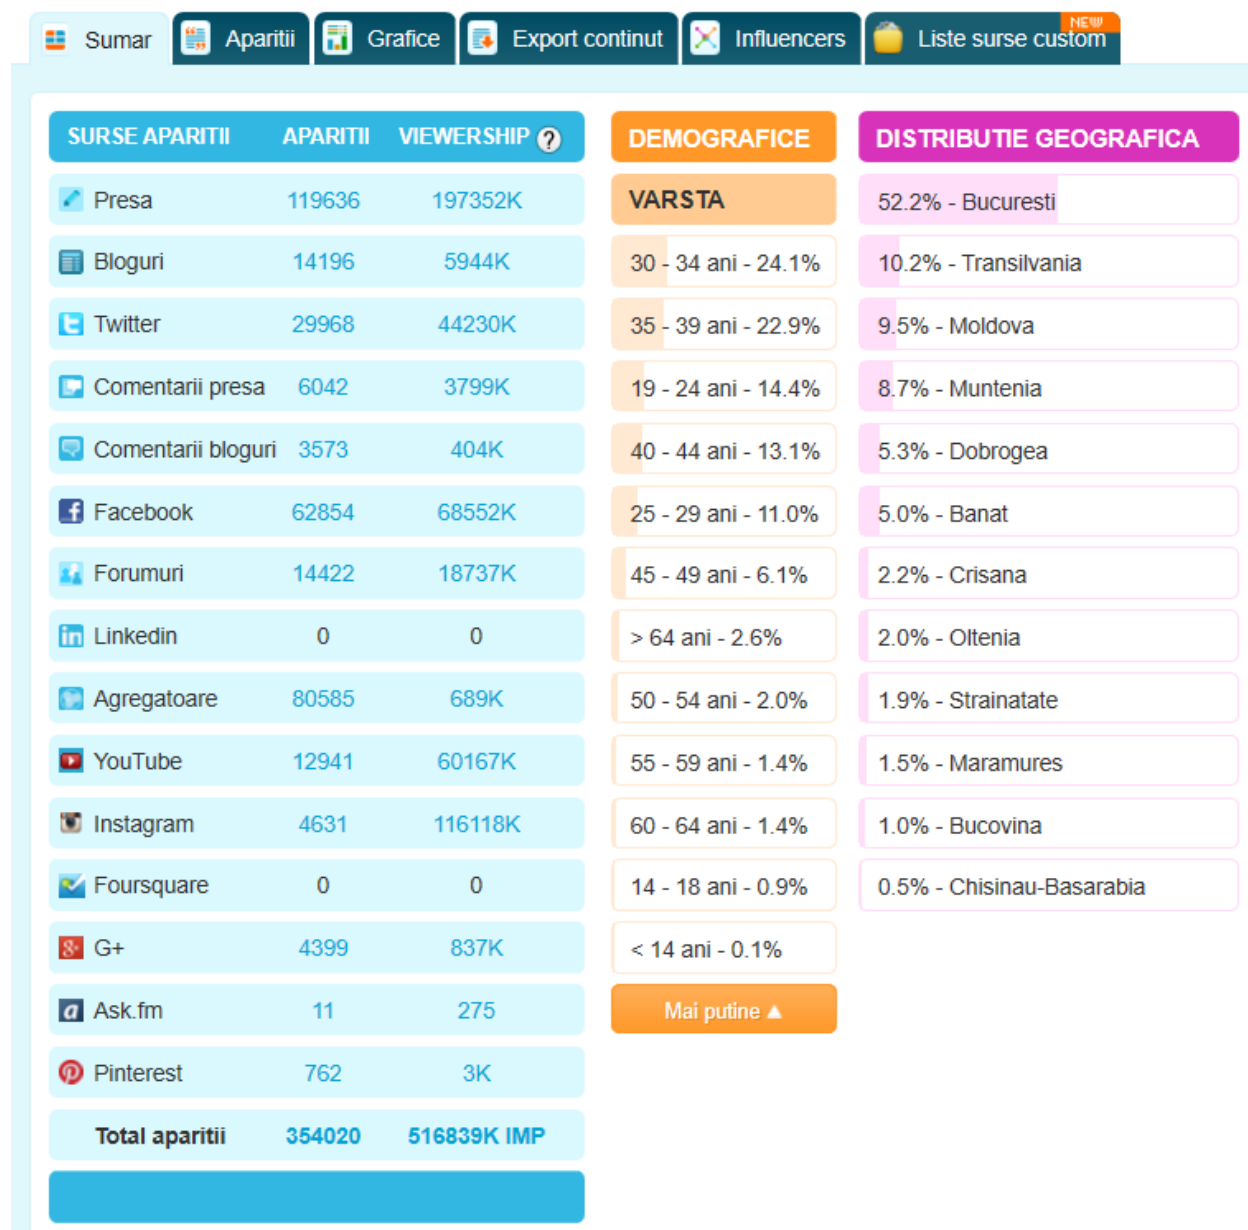 Sumar Aparitii Grafice Export continut Influencers Liste surse custom NEW
SURSE APARITII APARITII VIEWERSHIP ?
Presa 119636 197352K
Bloguri 14196 5944K
Twitter 29968 44230K
Comentarii presa 6042 3799K
Comentarii bloguri 3573 404K
Facebook 62854 68552K
Forumuri 14422 18737K
Linkedin 0 0
Agregatoare 80585 689K
YouTube 12941 60167K
Instagram 4631 116118K
Foursquare 0 0
G+ 4399 837K
Ask.fm 11 275
Pinterest 762 3K
Total aparitii 354020 516839K IMP
DEMOGRAFICE
VARSTA
30 - 34 ani - 24.1%
35 - 39 ani - 22.9%
19 - 24 ani - 14.4%
40 - 44 ani - 13.1%
25 - 29 ani - 11.0%
45 - 49 ani - 6.1%
> 64 ani - 2.6%
50 - 54 ani - 2.0%
55 - 59 ani - 1.4%
60 - 64 ani - 1.4%
14 - 18 ani - 0.9%
< 14 ani - 0.1%
Mai putine
DISTRIBUTIE GEOGRAFICA
52.2% - Bucuresti
10.2% - Transilvania
9.5% - Moldova
8.7% - Muntenia
5.3% - Dobrogea
5.0% - Banat
2.2% - Crisana
2.0% - Oltenia
1.9% - Strainatate
1.5% - Maramures
1.0% - Bucovina
0.5% - Chisinau-Basarabia